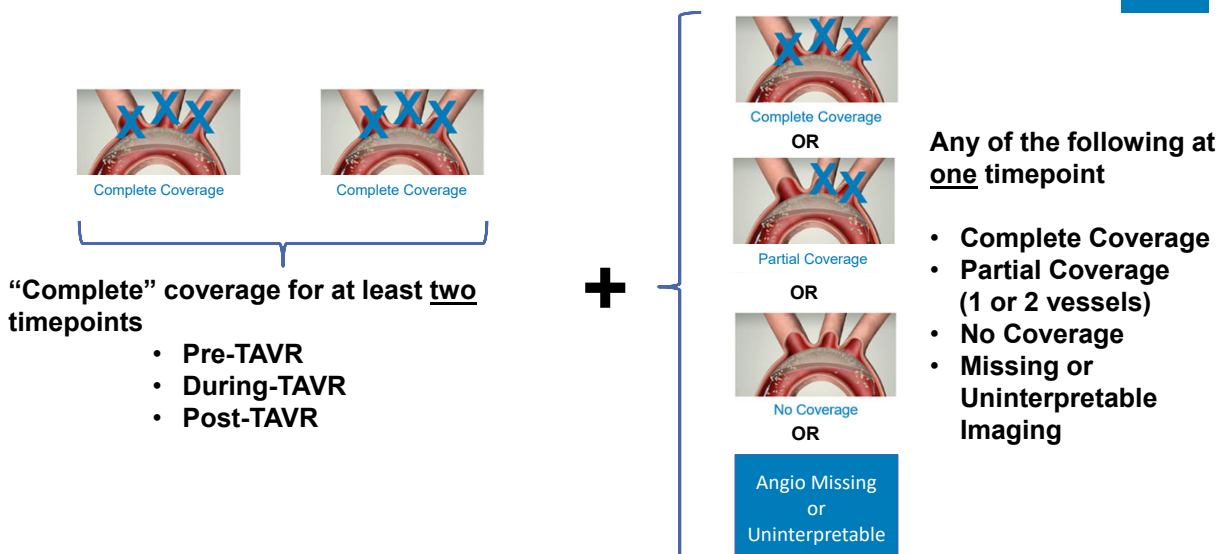 Complete Coverage
Complete Coverage
“Complete” coverage for at least two
timepoints
• Pre-TAVR
• During-TAVR
• Post-TAVR
+
X X X
Complete Coverage
OR
Partial Coverage
OR
No Coverage
OR
Angio Missing
or
Uninterpretable
Any of the following at
one timepoint
• Complete Coverage
• Partial Coverage
(1 or 2 vessels)
• No Coverage
• Missing or
Uninterpretable
Imaging